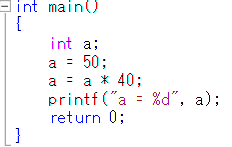 int main()
{
int a;
a = 50;
a = a * 40;
printf("a = %d", a);
return 0;
}